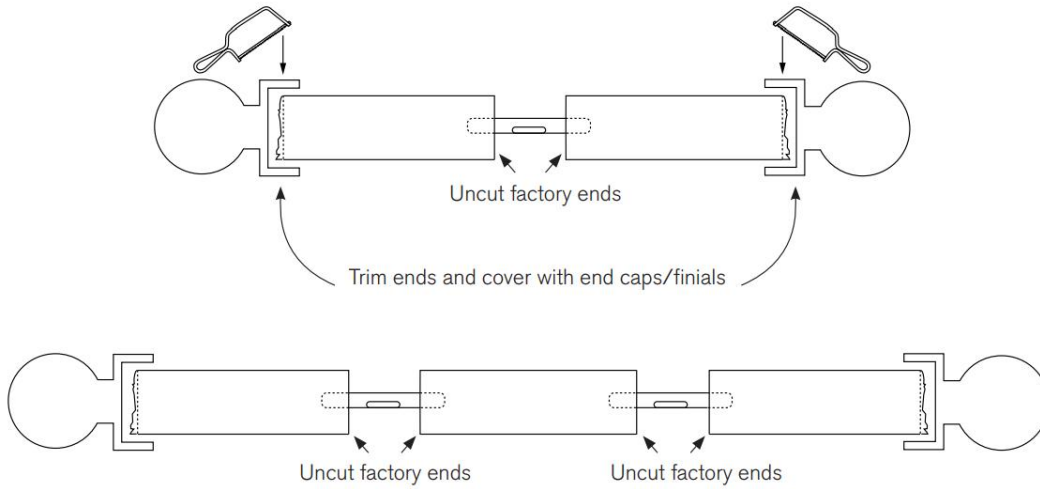 Uncut factory ends
Trim ends and cover with end caps/finials
Uncut factory ends
Uncut factory ends